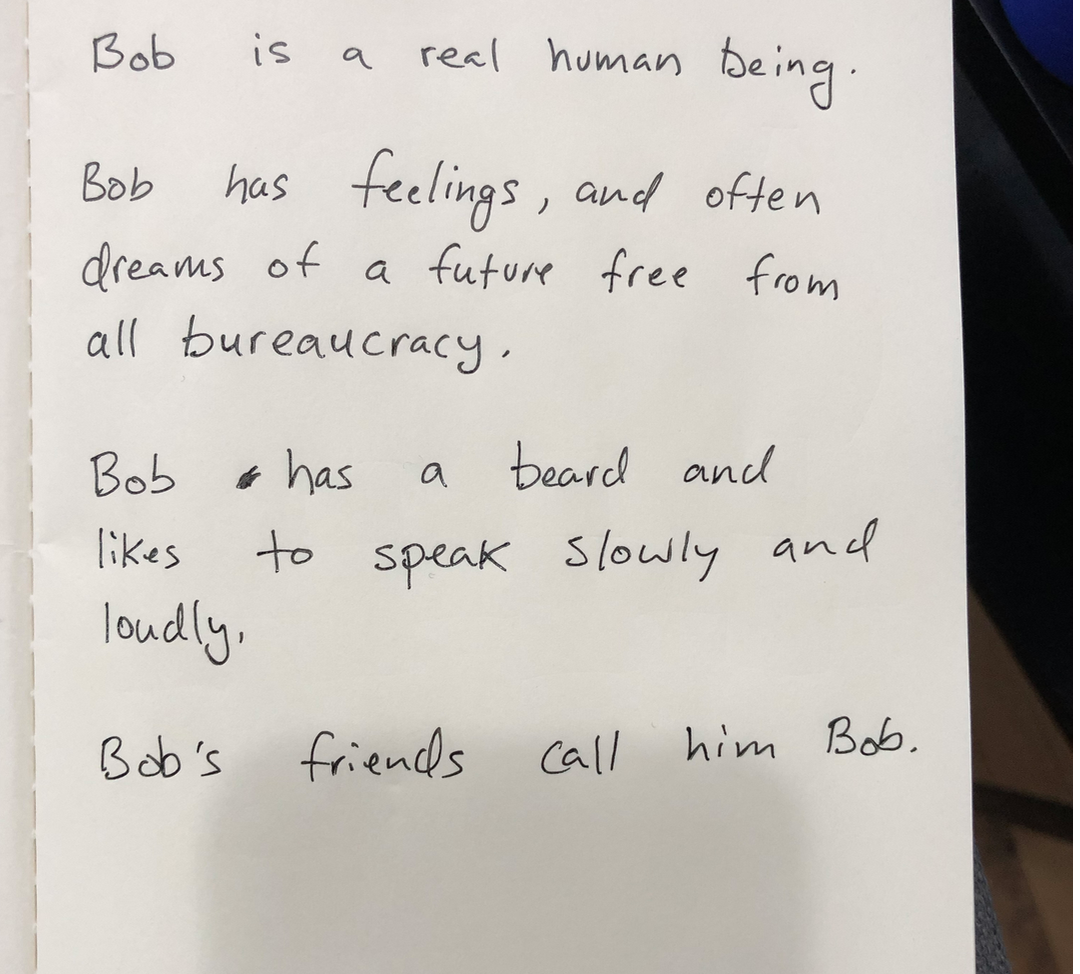 Bob is a real human being.
Bob has feelings, and often
dreams of a future free from
all bureaucracy.
Bob has a beard and
likes to speak slowly and
loudly.
Bob's friends call him Bob.